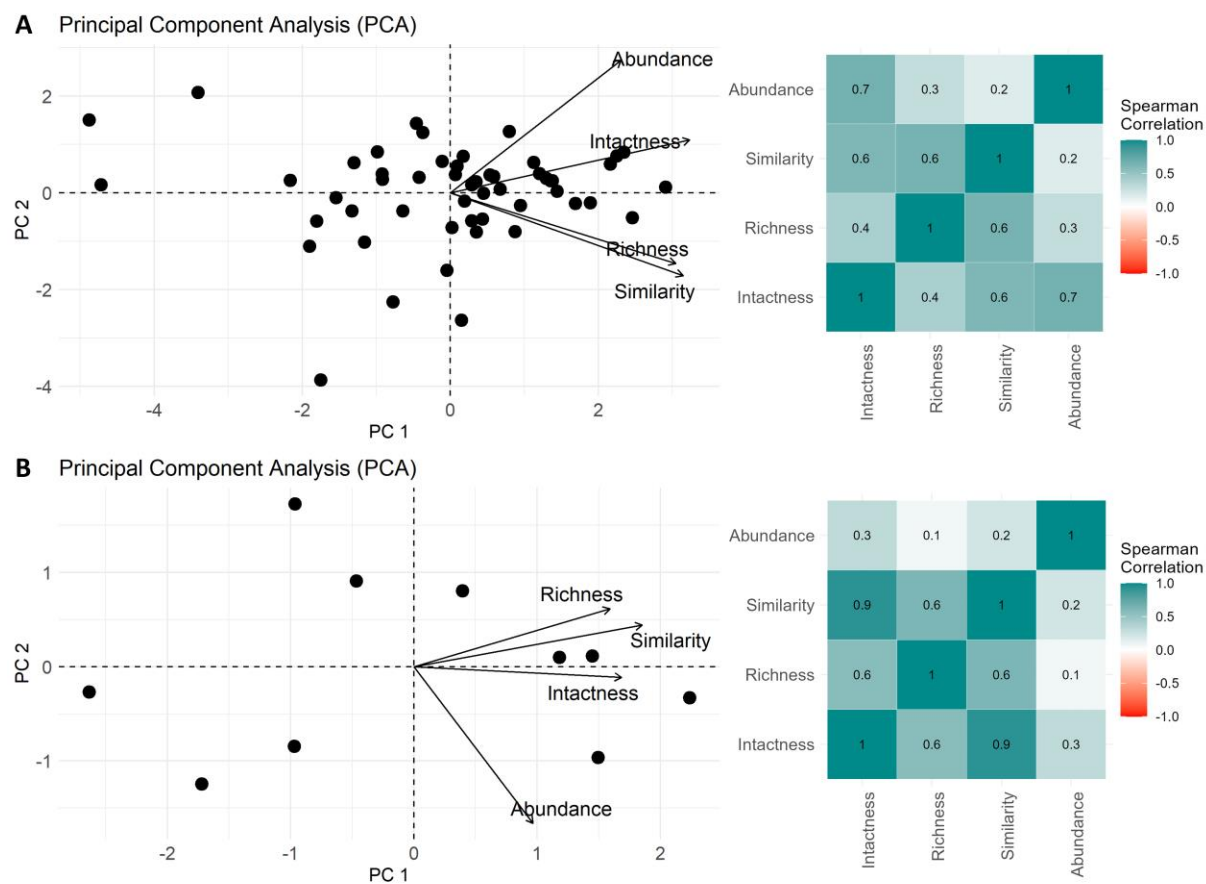 A Principal Component Analysis (PCA)
Abundance
Intactness
Richness
Similarity
PC 2
2
0
-2
-4
-4
-2
0
2
PC 1
Abundance
Similarity
Richness
Intactness
0.7
0.3
0.2
1
0.6
0.6
1
0.2
0.4
1
0.6
0.3
1
0.4
0.6
0.7
Intactness
Richness
Similarity
Abundance
Spearman
Correlation
1.0
0.5
0.0
-0.5
-1.0
B Principal Component Analysis (PCA)
Richness
Similarity
Intactness
Abundance
PC 2
1
0
-1
-2
-1
0
1
2
PC 1
Abundance
Similarity
Richness
Intactness
0.3
0.1
0.2
1
0.9
0.6
1
0.2
0.6
1
0.6
0.1
1
0.6
0.9
0.3
Intactness
Richness
Similarity
Abundance
Spearman
Correlation
1.0
0.5
0.0
-0.5
-1.0